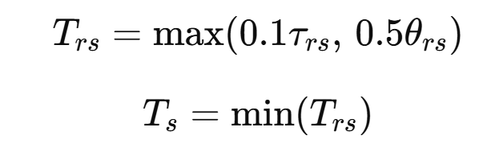 T_{rs} = max(0.1τ_{rs}, 0.5θ_{rs})
T_s = min(T_{rs})